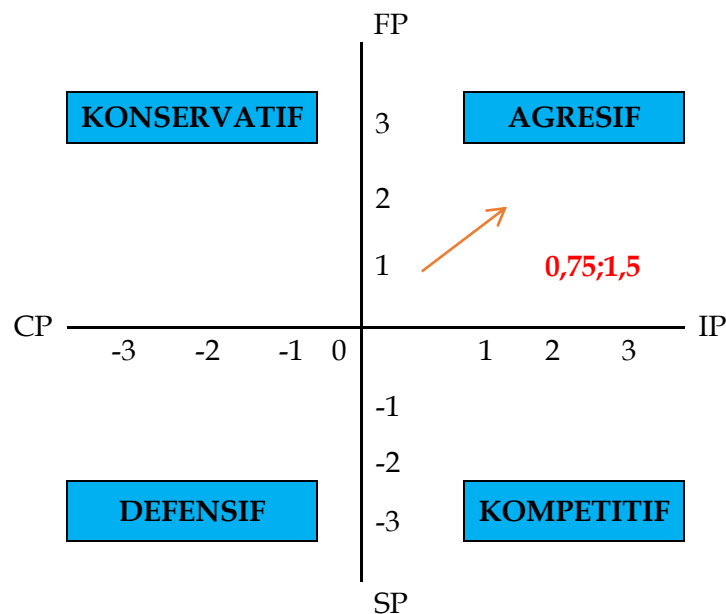 FP
KONSERVATIF
AGRESIF
3
2
1
0,75;1,5
CP
IP
-3 -2 -1 0 1 2 3
-1
-2
-3
DEFENSIF
KOMPETITIF
SP